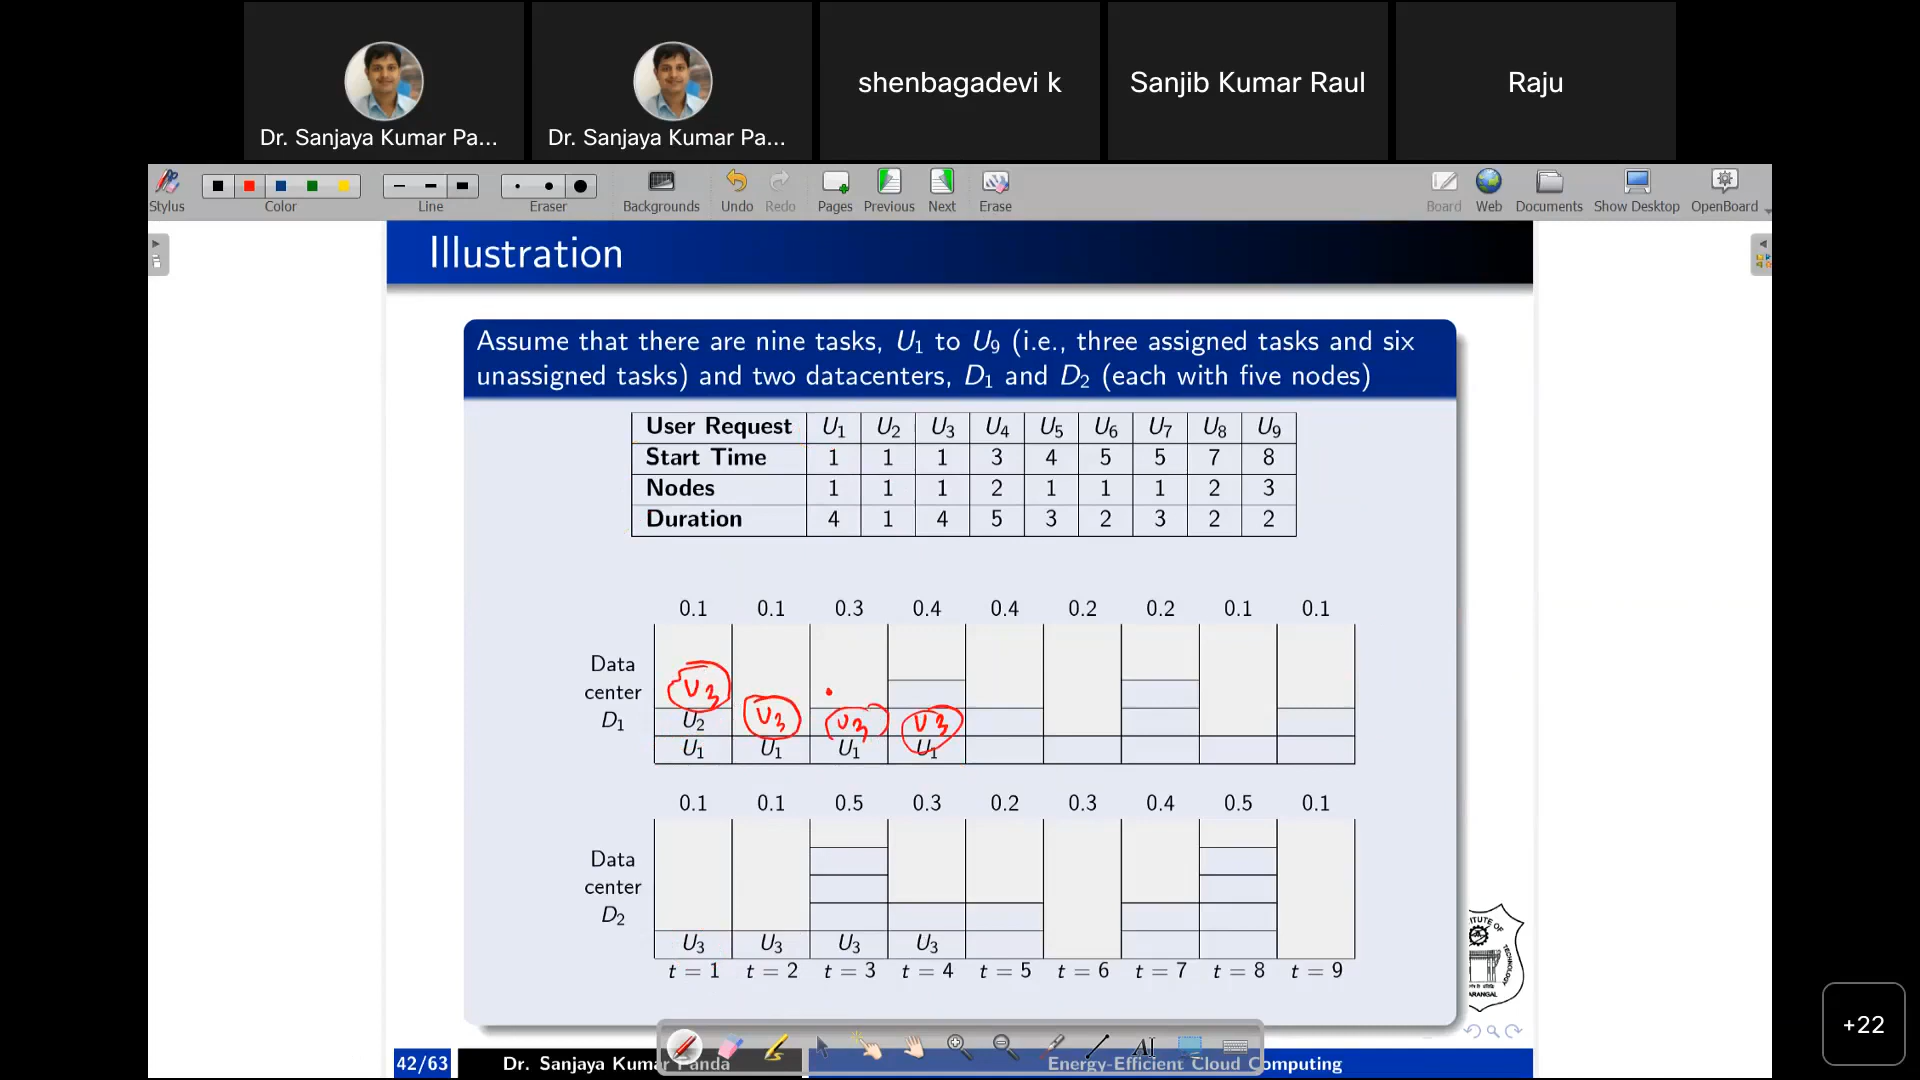 Dr. Sanjaya Kumar Pa...
Dr. Sanjaya Kumar Pa...
shenbagadevi k
Sanjib Kumar Raul
Raju
Stylus Color Line Eraser Backgrounds Undo Redo Pages Previous Next Erase Board Web Documents Show Desktop OpenBoard
Illustration
Assume that there are nine tasks, U1 to U9 (i.e., three assigned tasks and six
unassigned tasks) and two datacenters, D1 and D2 (each with five nodes)
User Request U1 U2 U3 U4 U5 U6 U7 U8 U9
Start Time 1 1 1 3 4 5 5 7 8
Nodes 1 1 1 2 1 1 1 2 3
Duration 4 1 4 5 3 2 3 2 2
0.1 0.1 0.3 0.4 0.4 0.2 0.2 0.1 0.1
Data
center
D1
U3
U3 U3 U3
U2
U1 U1 U1 U1
0.1 0.1 0.5 0.3 0.2 0.3 0.4 0.5 0.1
Data
center
D2
U3 U3 U3 U3
t = 1 t = 2 t = 3 t = 4 t = 5 t = 6 t = 7 t = 8 t = 9
+22
42/63 Dr. Sanjaya Kumar Panda Energy-Efficient Cloud Computing